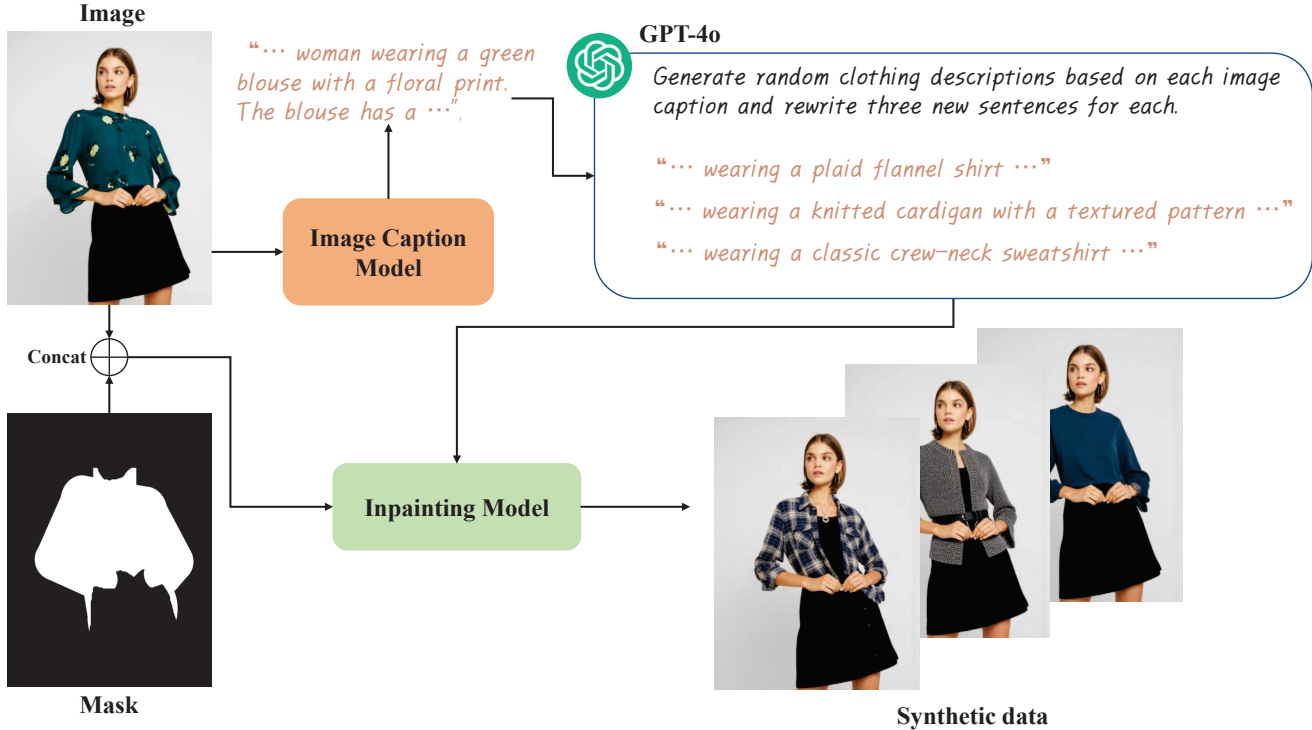 Image
“··· woman wearing a green
blouse with a floral print.
The blouse has a ···”,
Image Caption
Model
GPT-4o
Generate random clothing descriptions based on each image
caption and rewrite three new sentences for each.
“··· wearing a plaid flannel shirt ···”
“··· wearing a knitted cardigan with a textured pattern ···”
“··· wearing a classic crew-neck sweatshirt ···”
Concat
Inpainting Model
Mask
Synthetic data